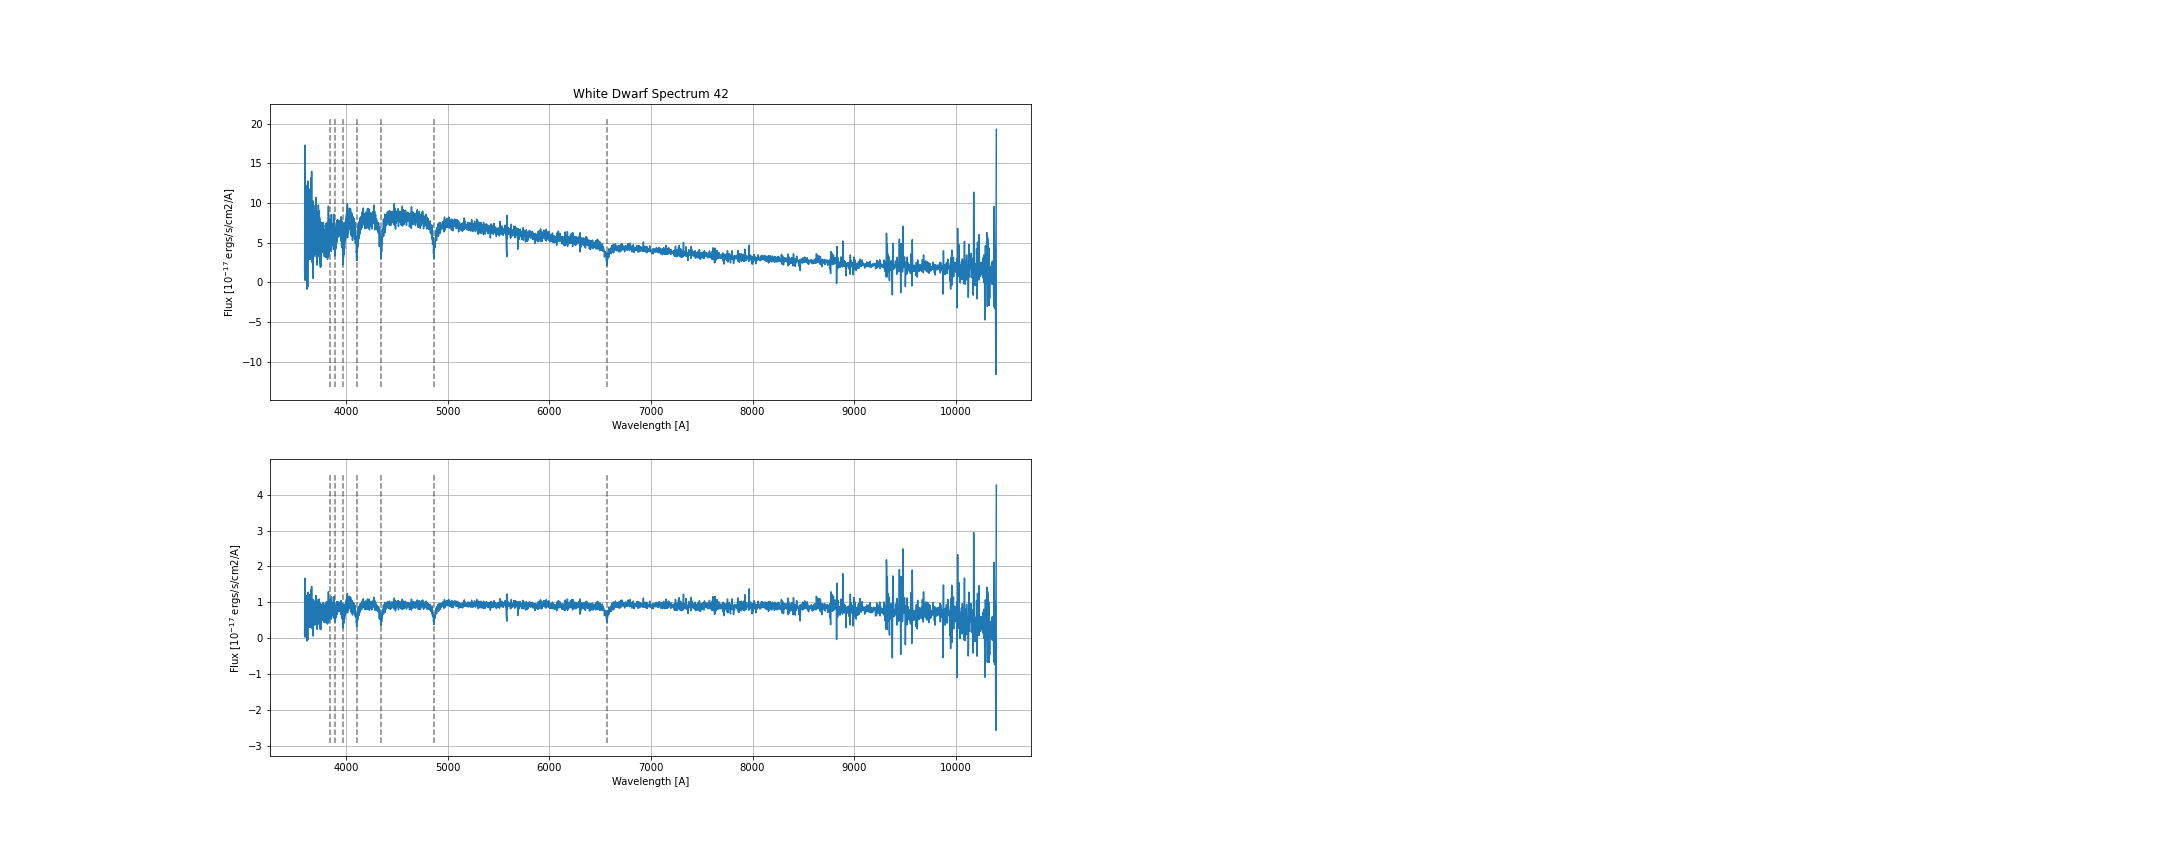 White Dwarf Spectrum 42
20
15
10
5
0
−5
−10
Flux [10⁻¹⁷ ergs/s/cm2/A]
4000 5000 6000 7000 8000 9000 10000
Wavelength [A]
4
3
2
1
0
−1
−2
−3
Flux [10⁻¹⁷ ergs/s/cm2/A]
4000 5000 6000 7000 8000 9000 10000
Wavelength [A]